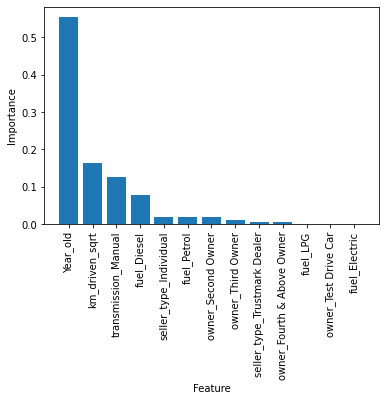 Importance
0.5
0.4
0.3
0.2
0.1
0.0
Year_old
km_driven_sqrt
transmission_Manual
fuel_Diesel
seller_type_Individual
fuel_Petrol
owner_Second Owner
owner_Third Owner
seller_type_Trustmark Dealer
owner_Fourth & Above Owner
fuel_LPG
owner_Test Drive Car
fuel_Electric
Feature